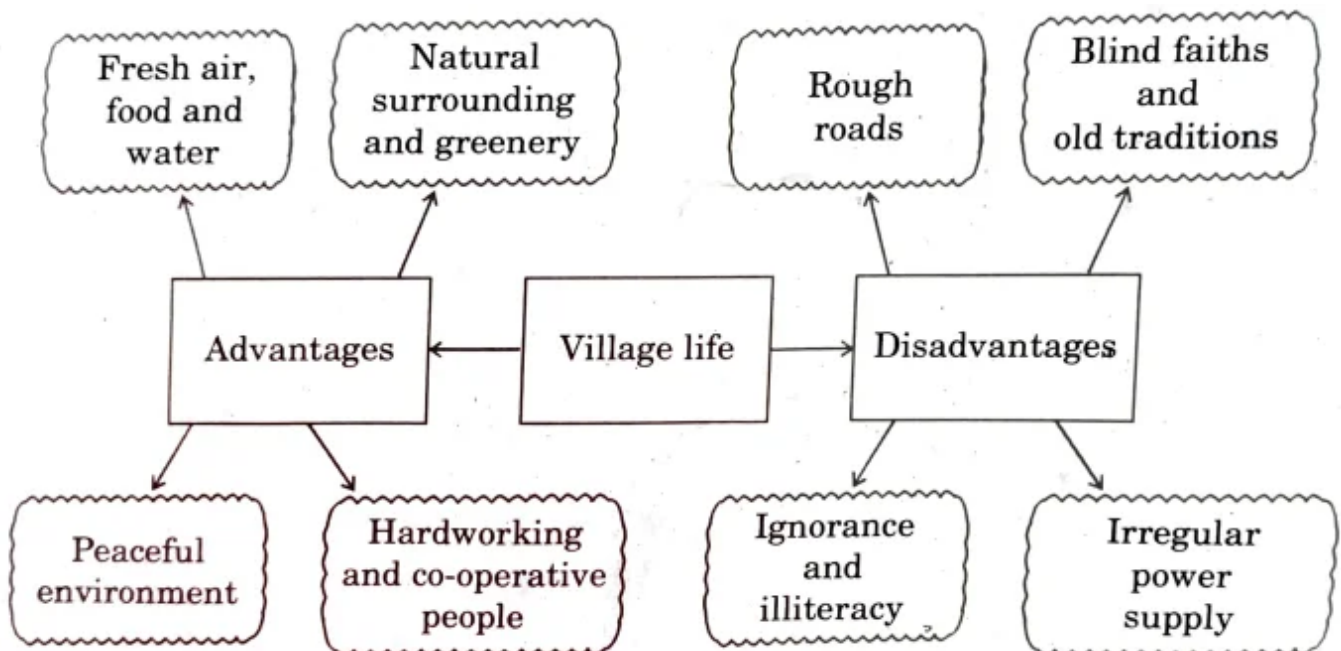 Fresh air,
food and
water
Natural
surrounding
and greenery
Rough
roads
Blind faiths
and
old traditions
Advantages
Village life
Disadvantages
Peaceful
environment
Hardworking
and co-operative
people
Ignorance
and
illiteracy
Irregular
power
supply